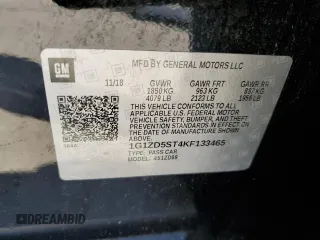 GM
MFD BY GENERAL MOTORS LLC
11/18 GVWR GAWR FRT GAWR RR
1850 KG 963 KG 887 KG
4079 LB 2123 LB 1956 LB
THIS VEHICLE CONFORMS TO ALL
APPLICABLE U.S. FEDERAL MOTOR
VEHICLE SAFETY, BUMPER, AND THEFT
PREVENTION STANDARDS IN EFFECT ON
THE DATE OF MANUFACTURE SHOWN ABOVE.
1G1ZD5ST4KF133465
TYPE: PASS CAR
MODEL:
© AUTOBIDMASTER